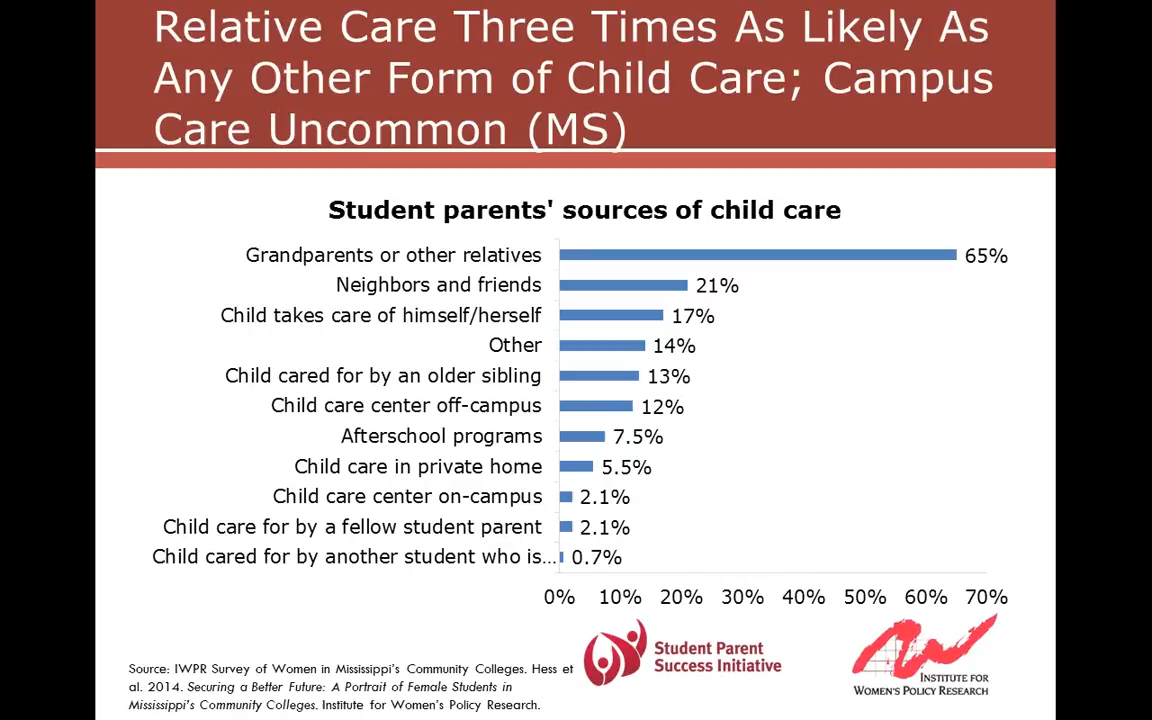 Relative Care Three Times As Likely As
Any Other Form of Child Care; Campus
Care Uncommon (MS)
Student parents' sources of child care
Grandparents or other relatives 65%
Neighbors and friends 21%
Child takes care of himself/herself 17%
Other 14%
Child cared for by an older sibling 13%
Child care center off-campus 12%
Afterschool programs 7.5%
Child care in private home 5.5%
Child care center on-campus 2.1%
Child care for by a fellow student parent 2.1%
Child cared for by another student who is... 0.7%
0% 10% 20% 30% 40% 50% 60% 70%
Source: IWPR Survey of Women in Mississippi's Community Colleges. Hess et
al. 2014. Securing a Better Future: A Portrait of Female Students in
Mississippi's Community Colleges. Institute for Women's Policy Research.
Student Parent
Success Initiative
INSTITUTE FOR
WOMEN'S POLICY RESEARCH